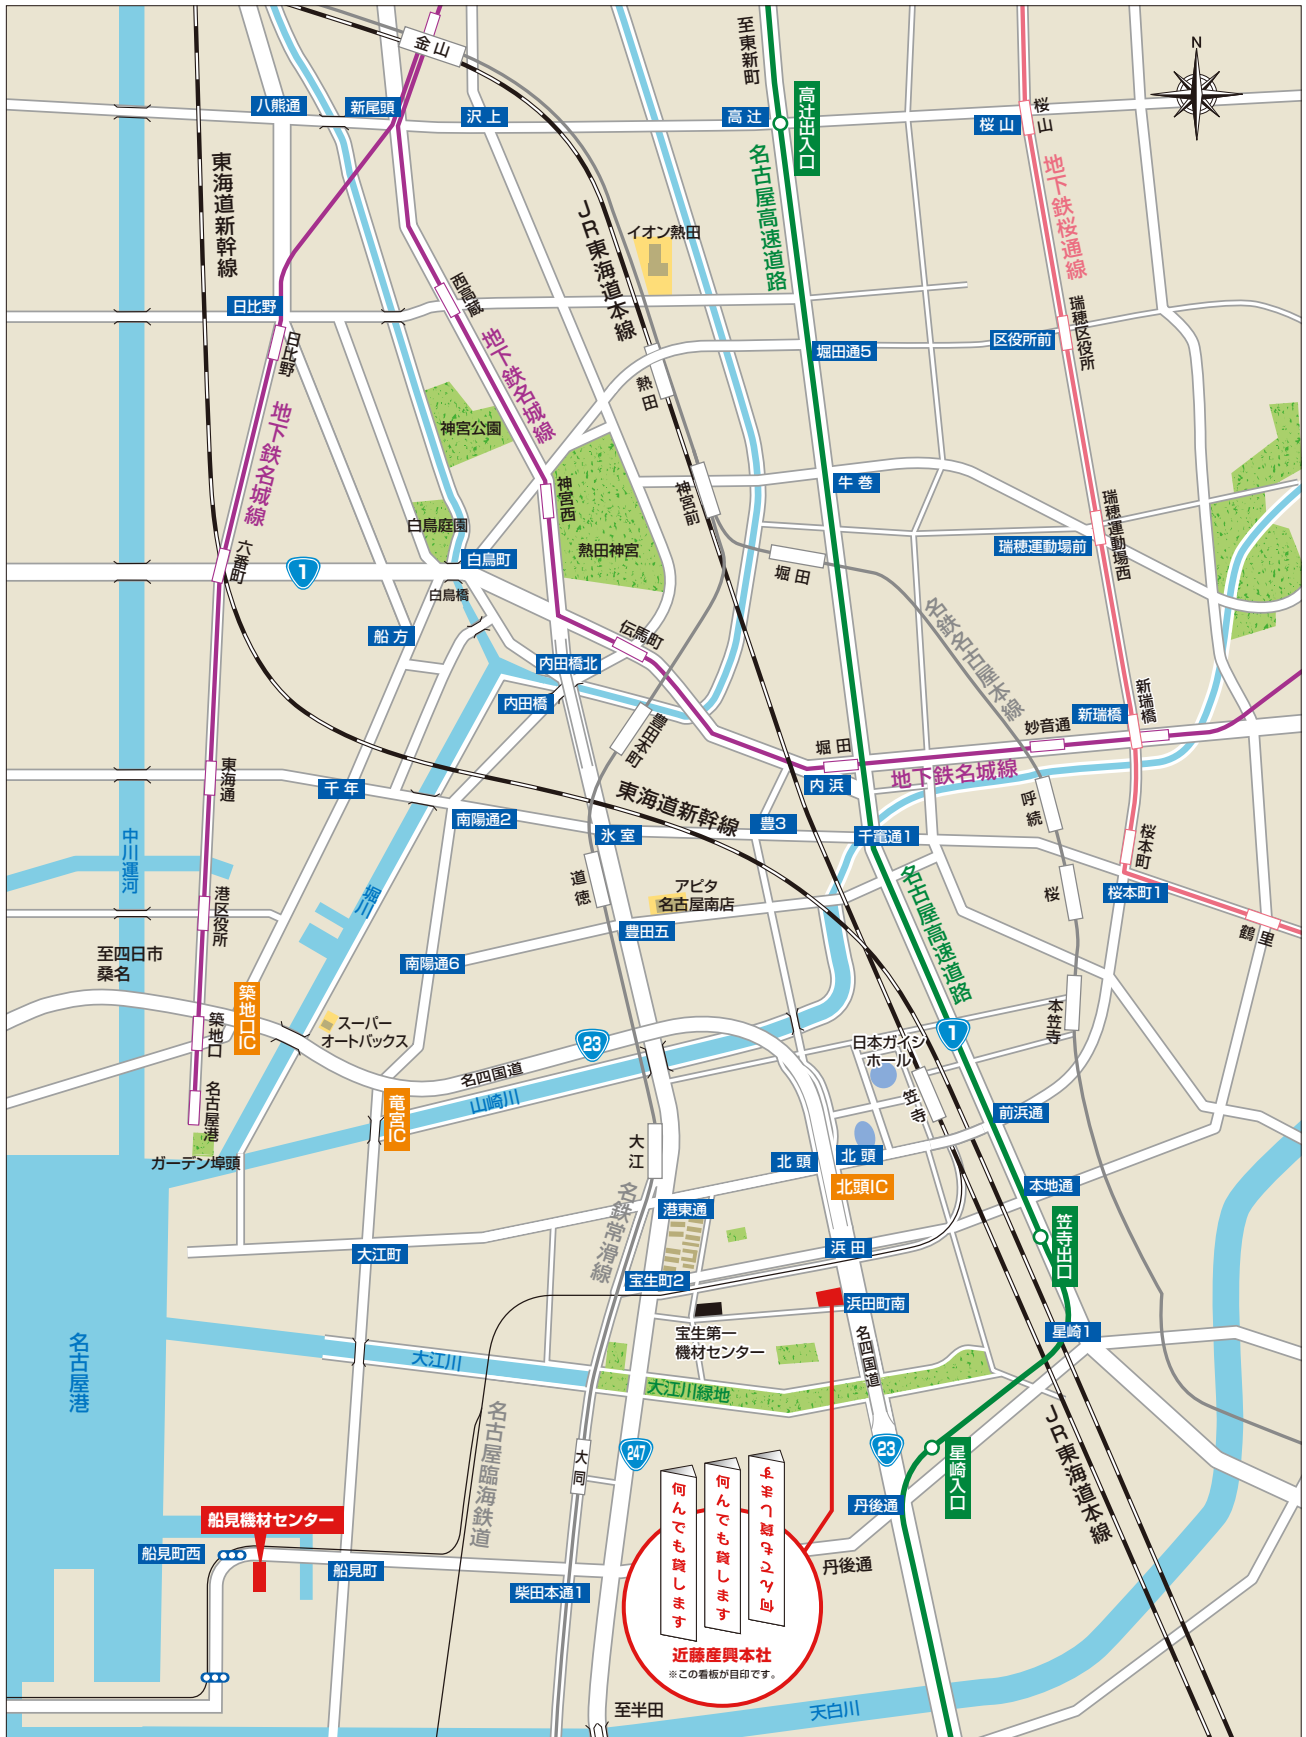 金山
至東新町
N
八熊通
新尾頭
沢上
高辻
高辻出入口
桜山
桜山
東海道新幹線
名古屋高速道路
地下鉄桜通線
JR東海道本線
イオン熱田
西高蔵
日比野
日比野
地下鉄名城線
瑞穂区役所
区役所前
堀田通5
熱田
地下鉄名城線
神宮公園
神宮西
神宮前
牛巻
瑞穂運動場西
瑞穂運動場前
白鳥庭園
熱田神宮
白鳥町
六番町
1
堀田
白鳥橋
船方
伝馬町
名鉄名古屋本線
内田橋北
内田橋
豊田本町
新瑞橋
新瑞橋
妙音通
堀田
地下鉄名城線
内浜
東海通
千年
東海道新幹線
呼続
南陽通2
氷室
豊3
千竃通1
桜本町
中川運河
道徳
アピタ
名古屋南店
名古屋高速道路
桜
桜本町1
堀川
港区役所
豊田五
鶴里
至四日市
桑名
南陽通6
築地口IC
築地口
スーパー
オートバックス
23
本笠寺
1
日本ガイシ
ホール
名四国道
山崎川
笠寺
名古屋港
竜宮IC
前浜通
ガーデン埠頭
大江
北頭
北頭
北頭IC
本地通
名鉄常滑線
港東通
笠寺出口
大江町
浜田
宝生町2
浜田町南
宝生第一
機材センター
名四国道
星崎1
名古屋港
大江川
大江川緑地
名古屋臨海鉄道
JR東海道本線
大同
247
23
星崎入口
何んでも貸します
何んでも貸します
何んでも貸します
丹後通
船見機材センター
船見町西
船見町
丹後通
柴田本通1
近藤産興本社
※この看板が目印です。
至半田
天白川